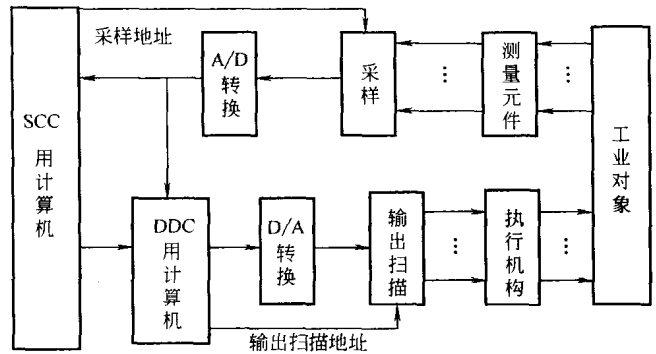 采样地址
A/D
转换
采样
测量元件
SCC
用计算机
工业对象
DDC
用计算机
D/A
转换
输出扫描
执行机构
输出扫描地址